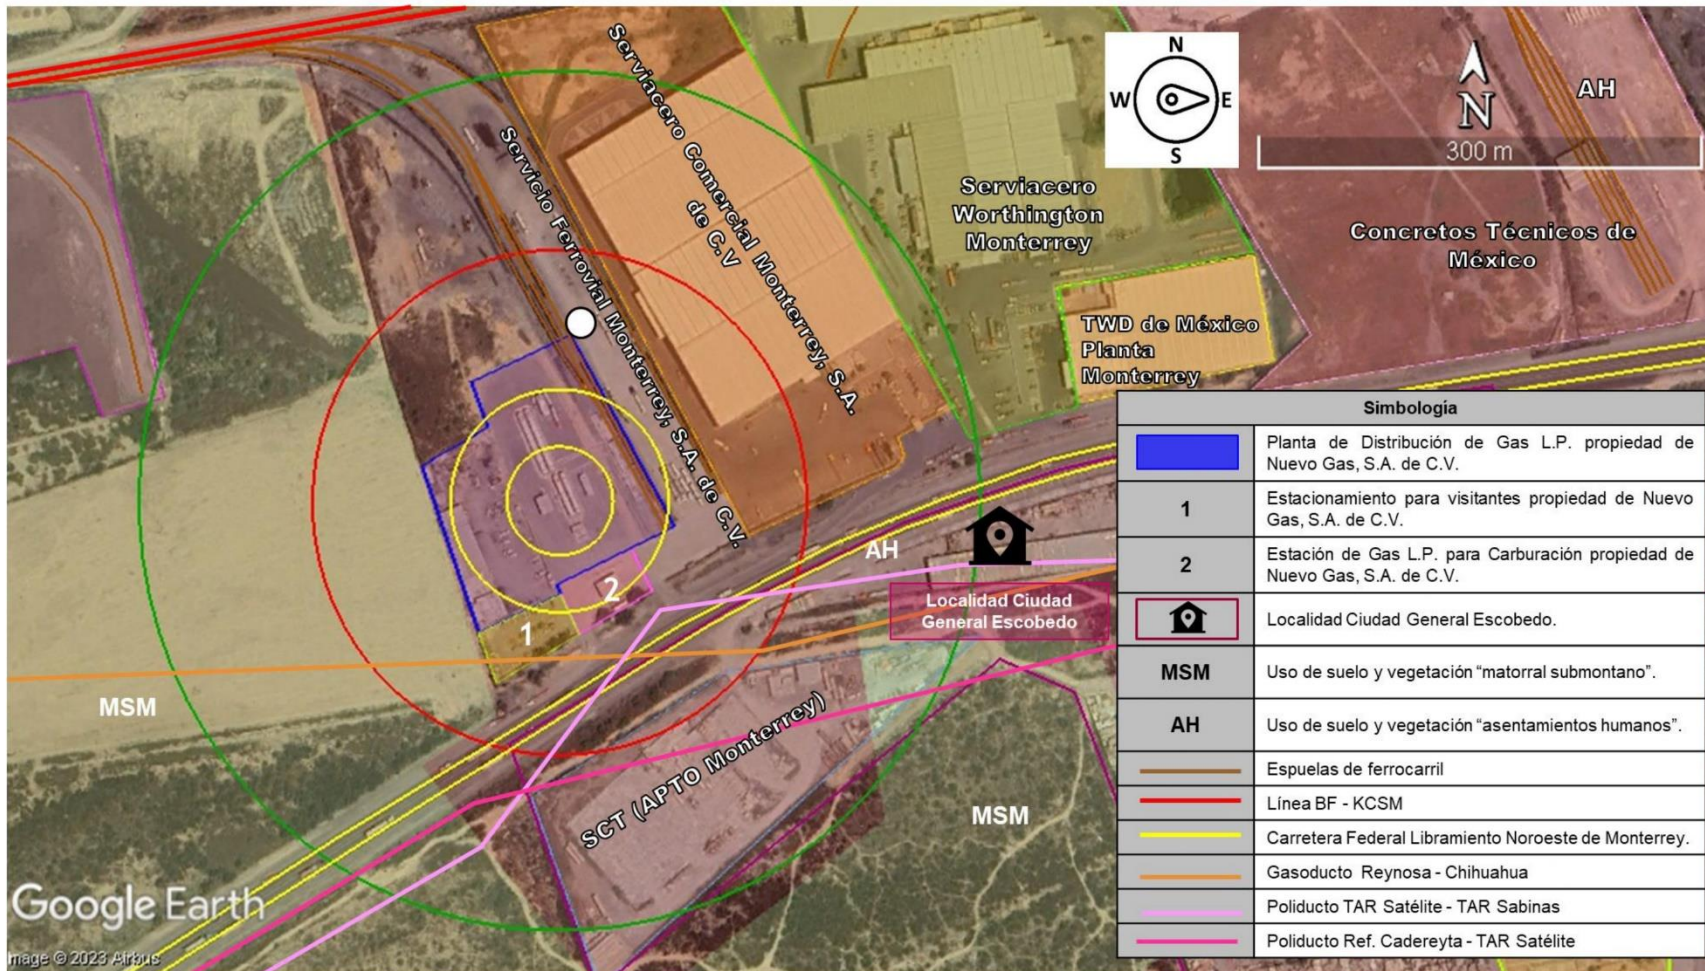 Serviacero Comercial Monterrey, S.A.
de C.V
Servicio Ferrovial Monterrey, S.A. de C.V.
Serviacero
Worthington
Monterrey
N
W
E
S
N
300 m
AH
Concretos Técnicos de
México
TWD de México
Planta
Monterrey
AH
Localidad Ciudad
General Escobedo
1
2
MSM
SCT (APTO Monterrey)
MSM
Google Earth
mage © 2023 Airbus
Simbología
Planta de Distribución de Gas L.P. propiedad de
Nuevo Gas, S.A. de C.V.
1
Estacionamiento para visitantes propiedad de Nuevo
Gas, S.A. de C.V.
2
Estación de Gas L.P. para Carburación propiedad de
Nuevo Gas, S.A. de C.V.
Localidad Ciudad General Escobedo.
MSM
Uso de suelo y vegetación “matorral submontano”.
AH
Uso de suelo y vegetación “asentamientos humanos”.
Espuelas de ferrocarril
Línea BF - KCSM
Carretera Federal Libramiento Noroeste de Monterrey.
Gasoducto Reynosa - Chihuahua
Poliducto TAR Satélite - TAR Sabinas
Poliducto Ref. Cadereyta - TAR Satélite